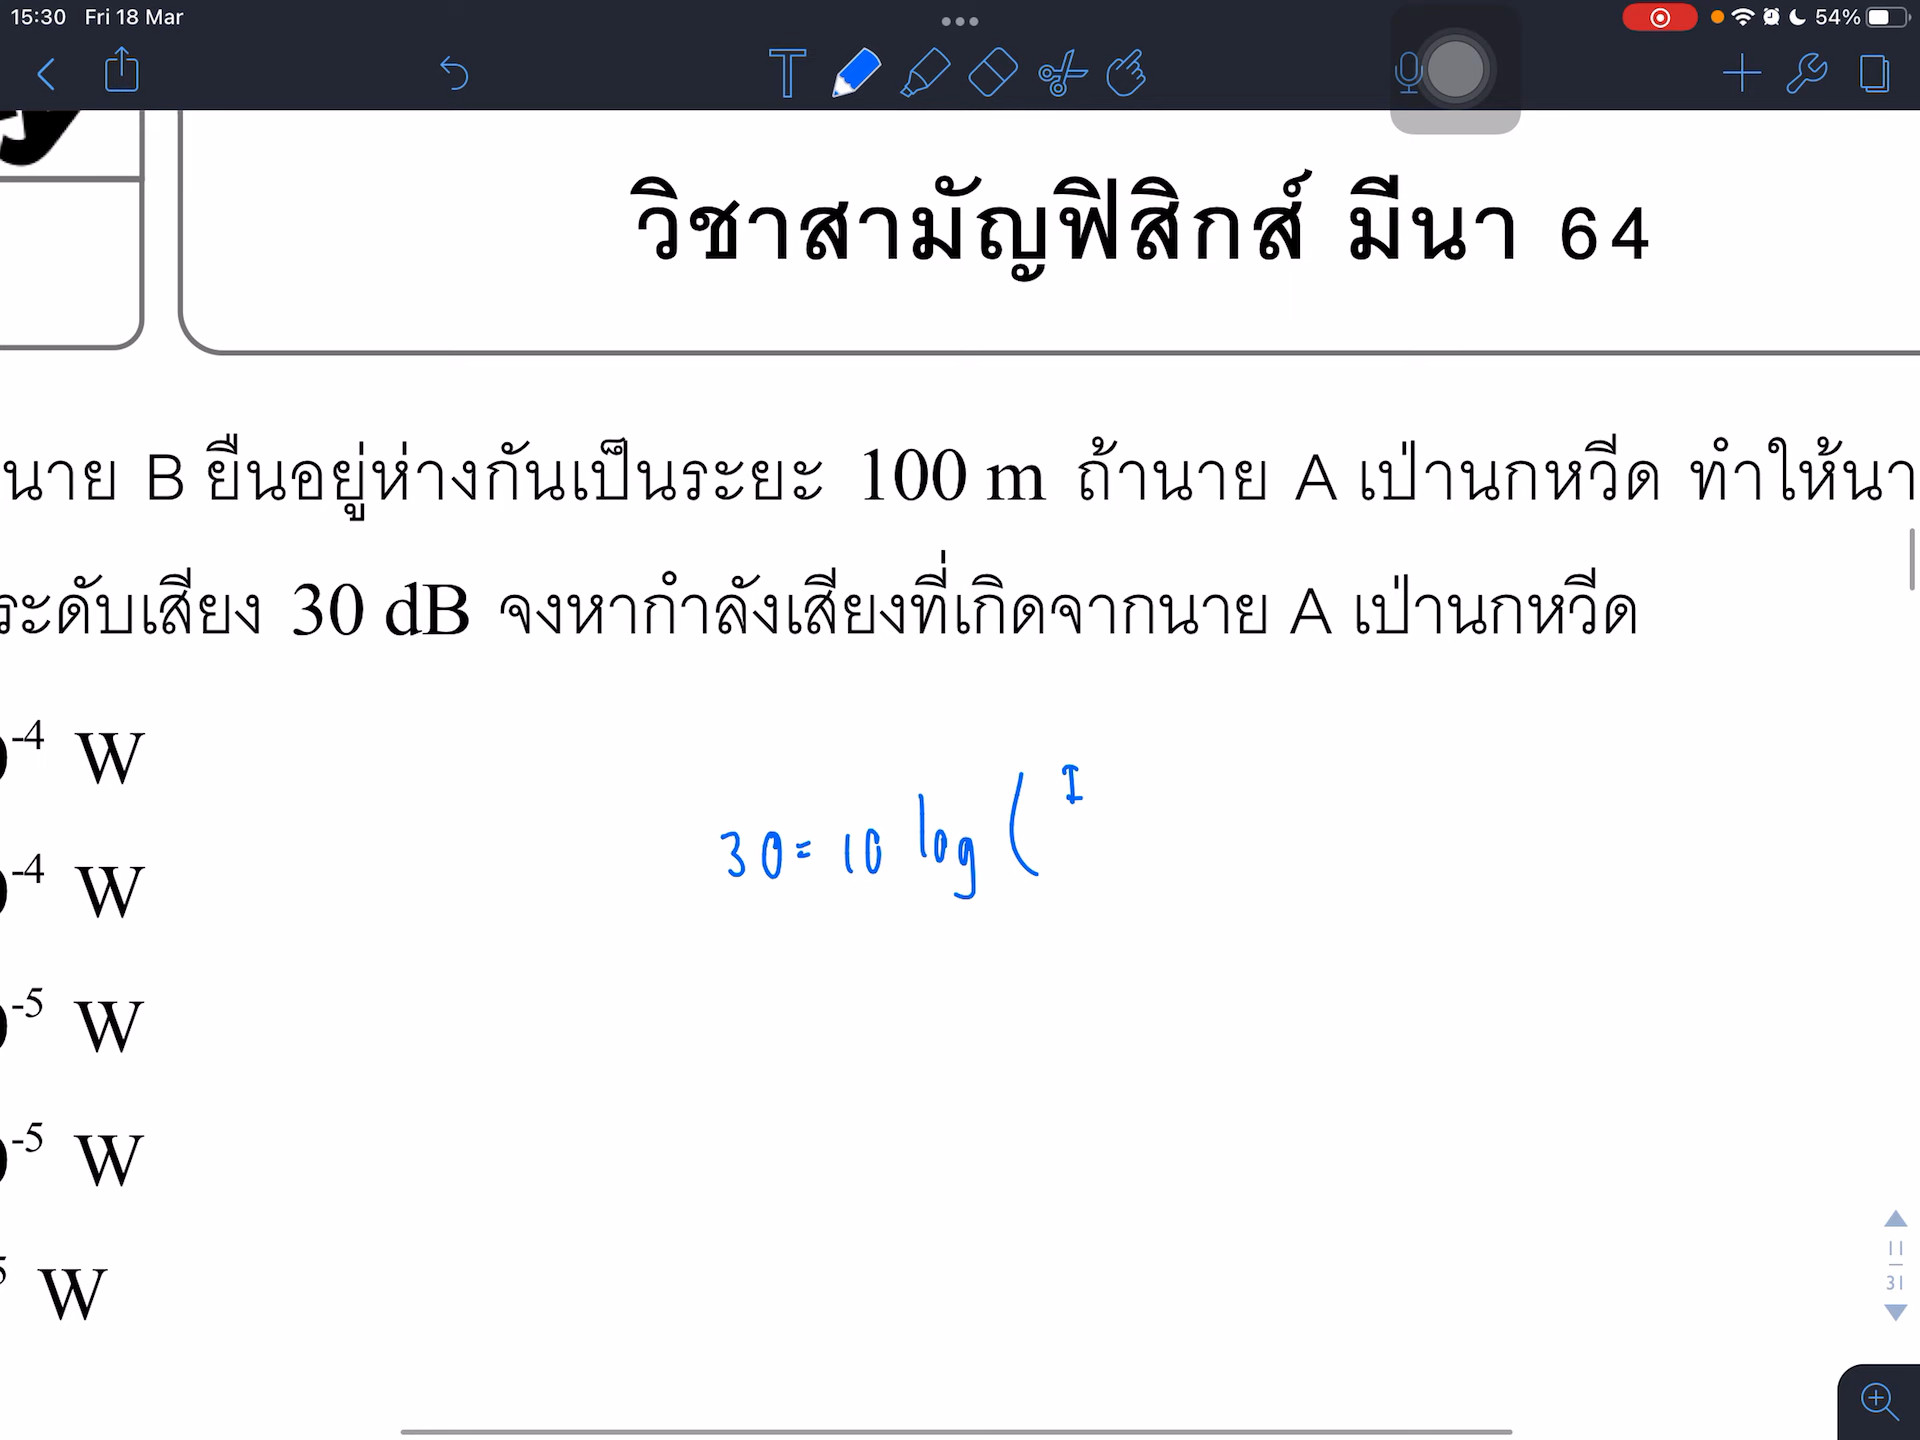 15:30 Fri 18 Mar
54%
วิชาสามัญฟิสิกส์ มีนา 64
นาย B ยืนอยู่ห่างกันเป็นระยะ 100 m ถ้านาย A เป่านกหวีด ทำให้นา
ระดับเสียง 30 dB จงหากำลังเสียงที่เกิดจากนาย A เป่านกหวีด
-4 W
30 = 10 log ( I
-4 W
-5 W
-5 W
5 W
11
31